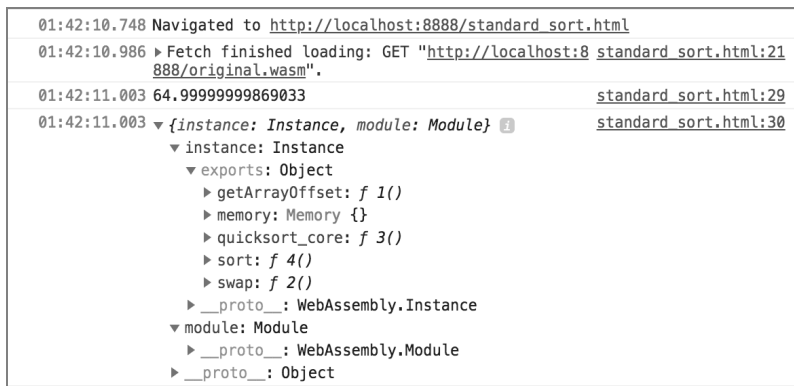 01:42:10.748 Navigated to http://localhost:8888/standard_sort.html
01:42:10.986 ▶Fetch finished loading: GET "http://localhost:8 standard_sort.html:21
888/original.wasm".
01:42:11.003 64.99999999869033 standard_sort.html:29
01:42:11.003 ▼{instance: Instance, module: Module} i standard_sort.html:30
▼instance: Instance
▼exports: Object
▶getArrayOffset: ƒ 1()
▶memory: Memory {}
▶quicksort_core: ƒ 3()
▶sort: ƒ 4()
▶swap: ƒ 2()
▶__proto__: WebAssembly.Instance
▼module: Module
▶__proto__: WebAssembly.Module
▶__proto__: Object